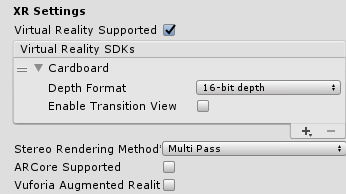 XR Settings
Virtual Reality Supported
Virtual Reality SDKs
Cardboard
Depth Format 16-bit depth
Enable Transition View
+ −
Stereo Rendering Method* Multi Pass
ARCore Supported
Vuforia Augmented Realit